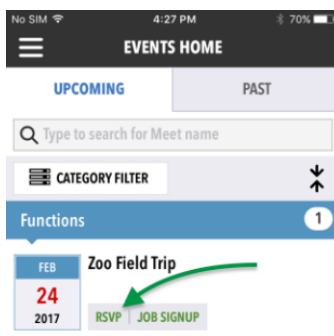 No SIM 4:27 PM 70%
EVENTS HOME
UPCOMING PAST
Type to search for Meet name
CATEGORY FILTER
Functions 1
FEB Zoo Field Trip
24
2017 RSVP JOB SIGNUP